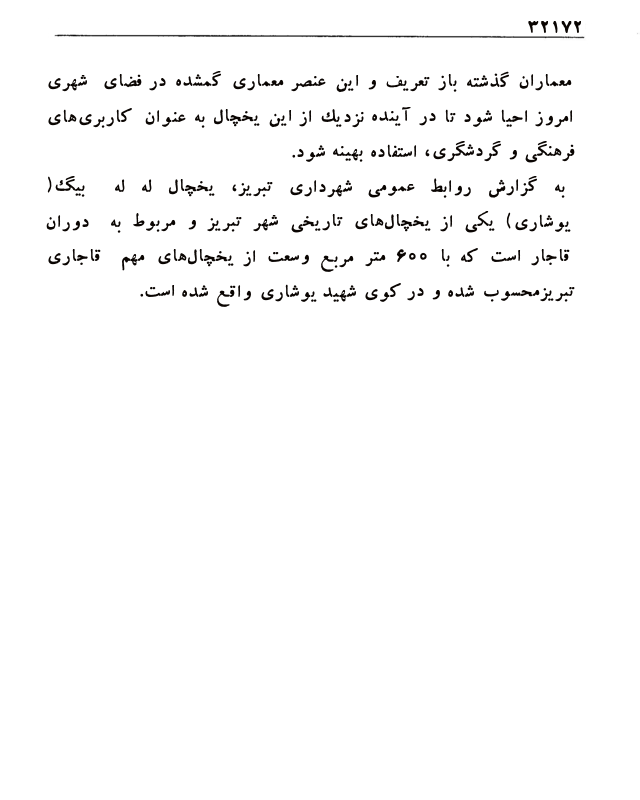 ۳۲۱۷۲
معماران گذشته باز تعریف و این عنصر معماری گمشده در فضای شهری
امروز احیا شود تا در آینده نزدیك از این یخچال به عنوان کاربری‌های
فرهنگی و گردشگری، استفاده بهینه شود.
به گزارش روابط عمومی شهرداری تبریز، یخچال له له بیگ(
یوشاری) یکی از یخچال‌های تاریخی شهر تبریز و مربوط به دوران
قاجار است که با ۶۰۰ متر مربع وسعت از یخچال‌های مهم قاجاری
تبریزمحسوب شده و در کوی شهید یوشاری واقع شده است.